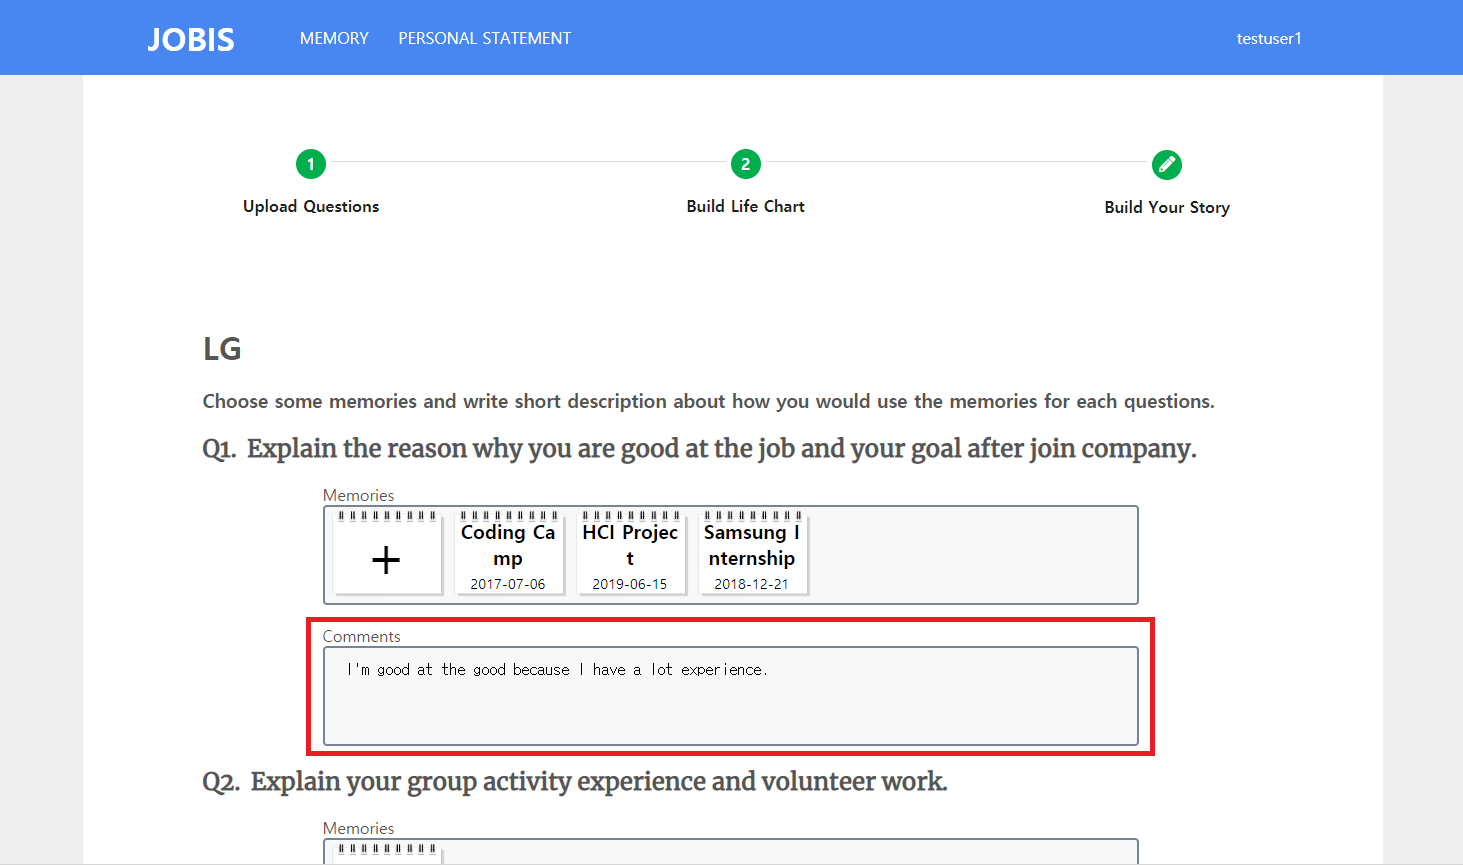 JOBIS MEMORY PERSONAL STATEMENT testuser1
1 2
Upload Questions Build Life Chart Build Your Story
LG
Choose some memories and write short description about how you would use the memories for each questions.
Q1. Explain the reason why you are good at the job and your goal after join company.
Memories
+
Coding Ca
mp
2017-07-06
HCI Projec
t
2019-06-15
Samsung I
nternship
2018-12-21
Comments
I'm good at the good because I have a lot experience.
Q2. Explain your group activity experience and volunteer work.
Memories